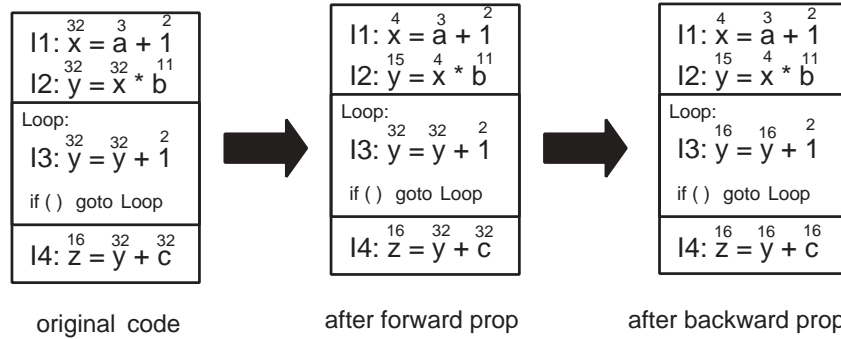 32 3 2
I1: x = a + 1
32 32 11
I2: y = x * b
Loop:
32 32 2
I3: y = y + 1
if ( ) goto Loop
16 32 32
I4: z = y + c
original code
4 3 2
I1: x = a + 1
15 4 11
I2: y = x * b
Loop:
32 32 2
I3: y = y + 1
if ( ) goto Loop
16 32 32
I4: z = y + c
after forward prop
4 3 2
I1: x = a + 1
15 4 11
I2: y = x * b
Loop:
16 16 2
I3: y = y + 1
if ( ) goto Loop
16 16 16
I4: z = y + c
after backward prop